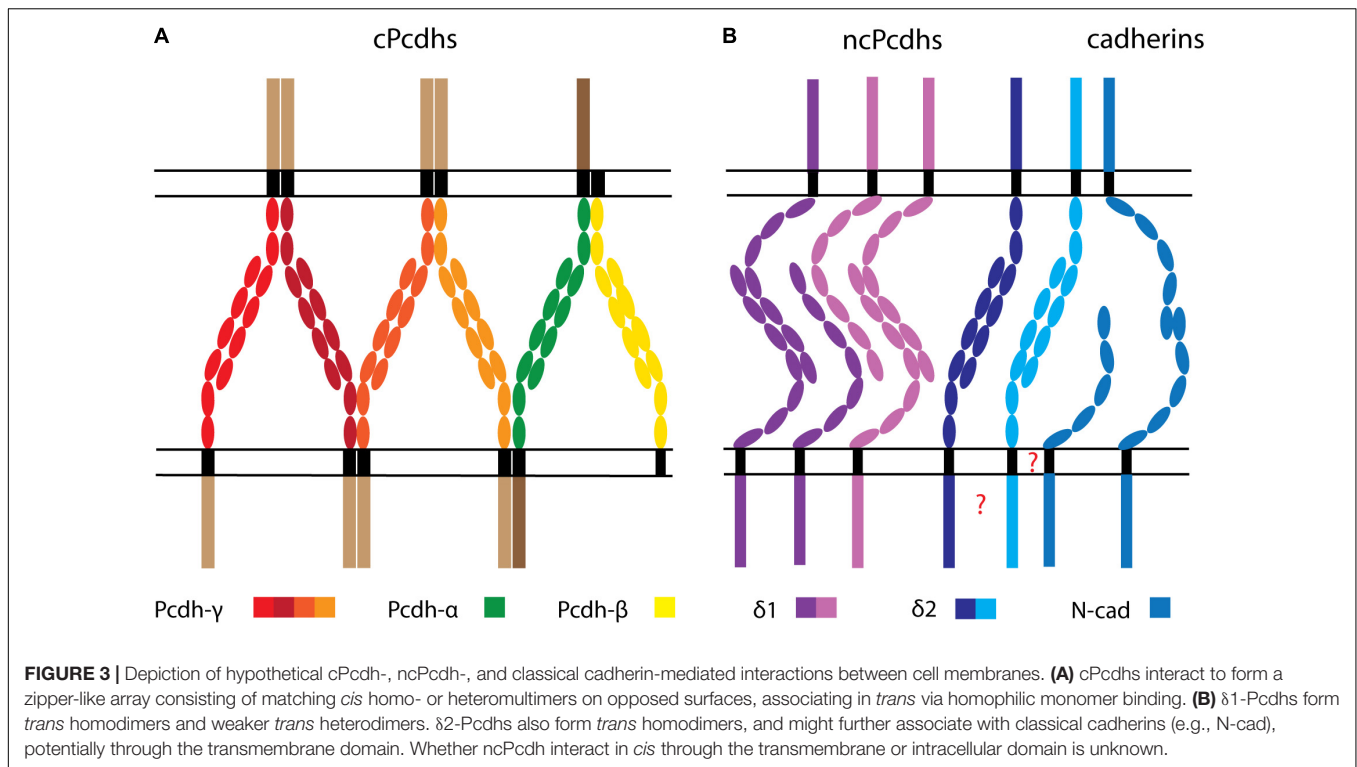 A cPcdhs B ncPcdhs cadherins
?
?
Pcdh-γ Pcdh-α Pcdh-β δ1 δ2 N-cad
FIGURE 3 | Depiction of hypothetical cPcdh-, ncPcdh-, and classical cadherin-mediated interactions between cell membranes. (A) cPcdhs interact to form a
zipper-like array consisting of matching cis homo- or heteromultimers on opposed surfaces, associating in trans via homophilic monomer binding. (B) δ1-Pcdhs form
trans homodimers and weaker trans heterodimers. δ2-Pcdhs also form trans homodimers, and might further associate with classical cadherins (e.g., N-cad),
potentially through the transmembrane domain. Whether ncPcdh interact in cis through the transmembrane or intracellular domain is unknown.